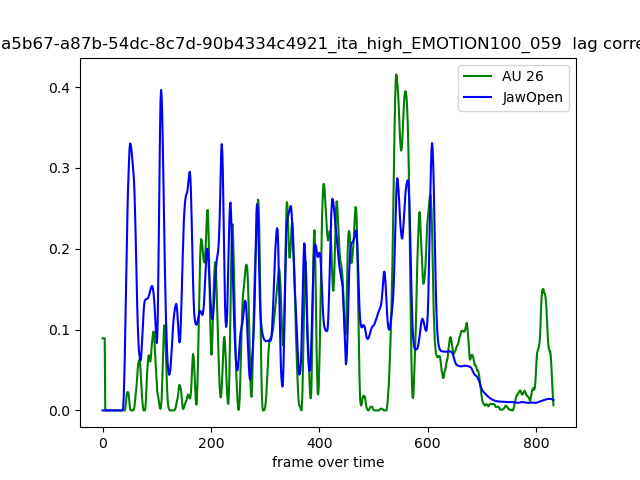 a5b67-a87b-54dc-8c7d-90b4334c4921_ita_high_EMOTION100_059  lag corre
AU 26
JawOpen
0.4
0.3
0.2
0.1
0.0
0 200 400 600 800
frame over time